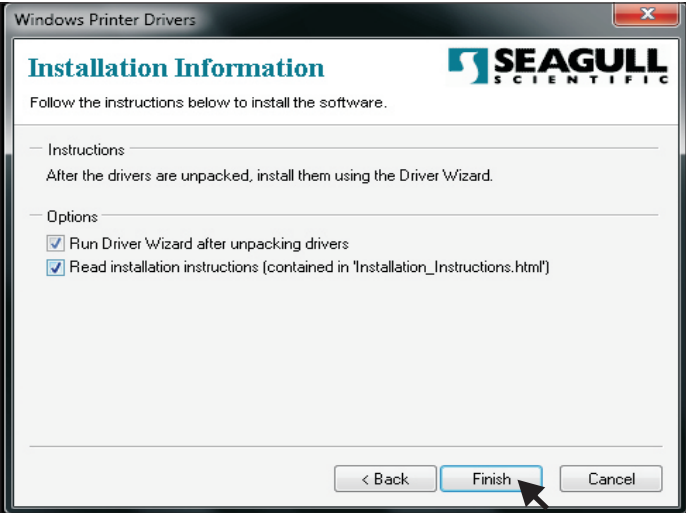 Windows Printer Drivers
Installation Information
SEAGULL
SCIENTIFIC
Follow the instructions below to install the software.
Instructions
After the drivers are unpacked, install them using the Driver Wizard.
Options
Run Driver Wizard after unpacking drivers
Read installation instructions (contained in 'Installation_Instructions.html')
< Back
Finish
Cancel